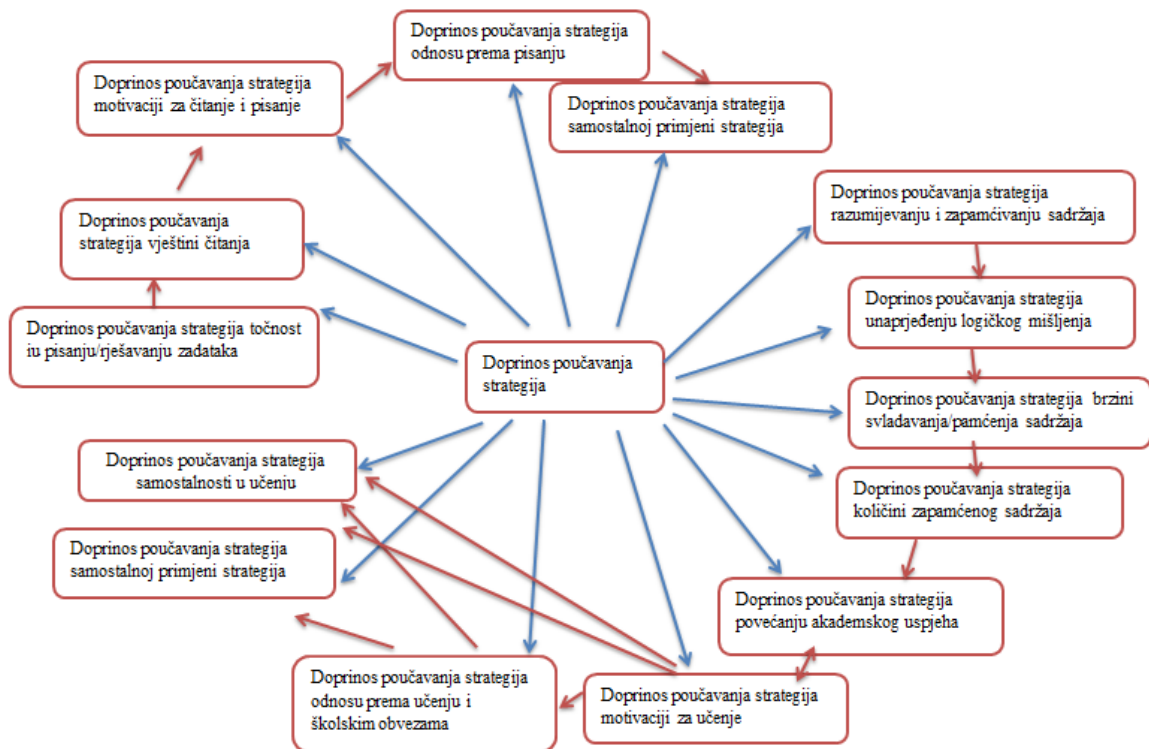 Doprinos poučavanja strategija
odnosu prema pisanju
Doprinos poučavanja strategija
motivaciji za čitanje i pisanje
Doprinos poučavanja strategija
samostalnoj primjeni strategija
Doprinos poučavanja strategija
razumijevanju i zapamćivanju sadržaja
Doprinos poučavanja
strategija vještini čitanja
Doprinos poučavanja strategija
unaprjeđenju logičkog mišljenja
Doprinos poučavanja strategija točnost
iu pisanju/rješavanju zadataka
Doprinos poučavanja
strategija
Doprinos poučavanja strategija brzini
svladavanja/pamćenja sadržaja
Doprinos poučavanja strategija
samostalnosti u učenju
Doprinos poučavanja strategija
količini zapamćenog sadržaja
Doprinos poučavanja strategija
samostalnoj primjeni strategija
Doprinos poučavanja strategija
povećanju akademskog uspjeha
Doprinos poučavanja strategija
odnosu prema učenju i
školskim obvezama
Doprinos poučavanja strategija
motivaciji za učenje